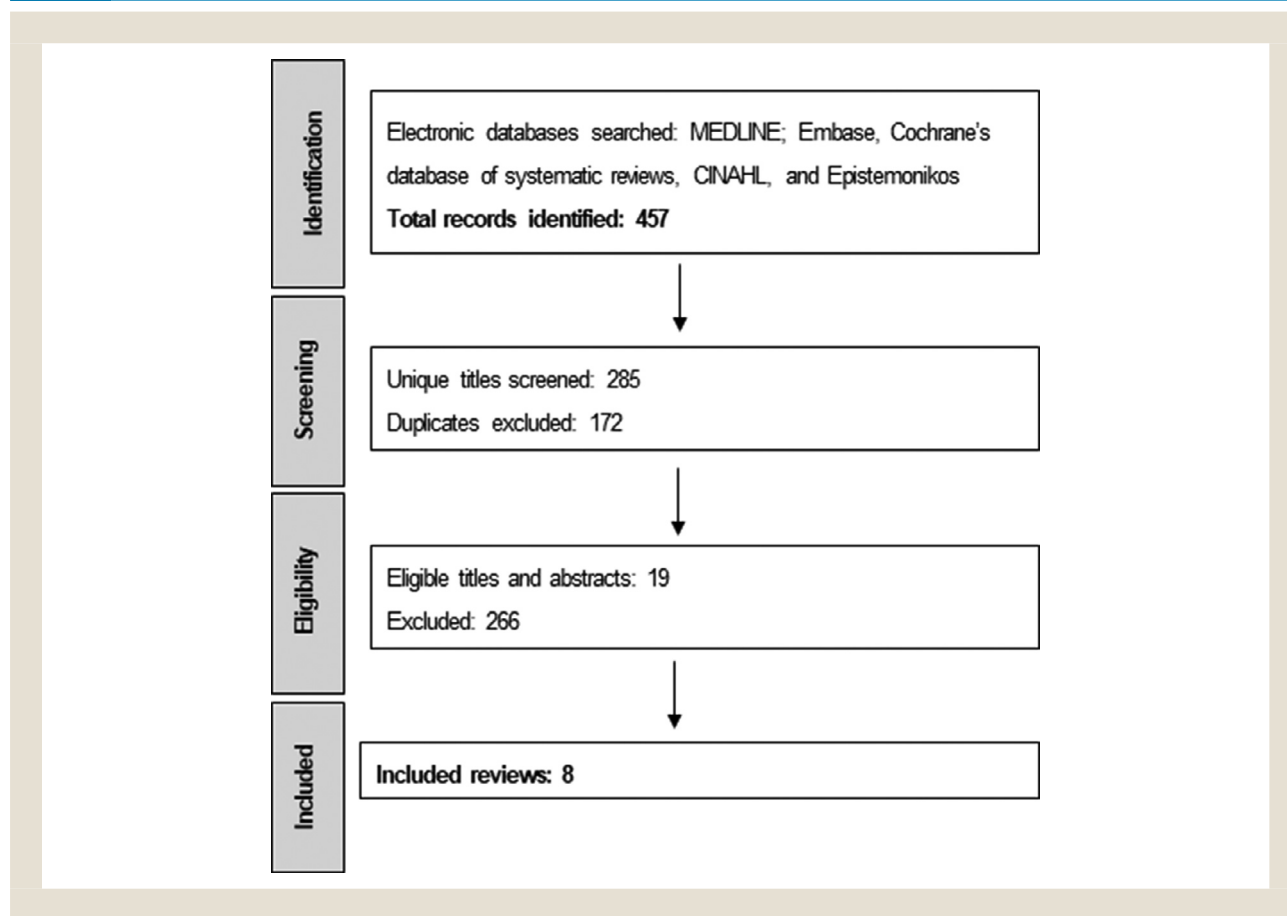 Identification
Electronic databases searched: MEDLINE; Embase, Cochrane's
database of systematic reviews, CINAHL, and Epistemonikos
Total records identified: 457
Screening
Unique titles screened: 285
Duplicates excluded: 172
Eligibility
Eligible titles and abstracts: 19
Excluded: 266
Included
Included reviews: 8